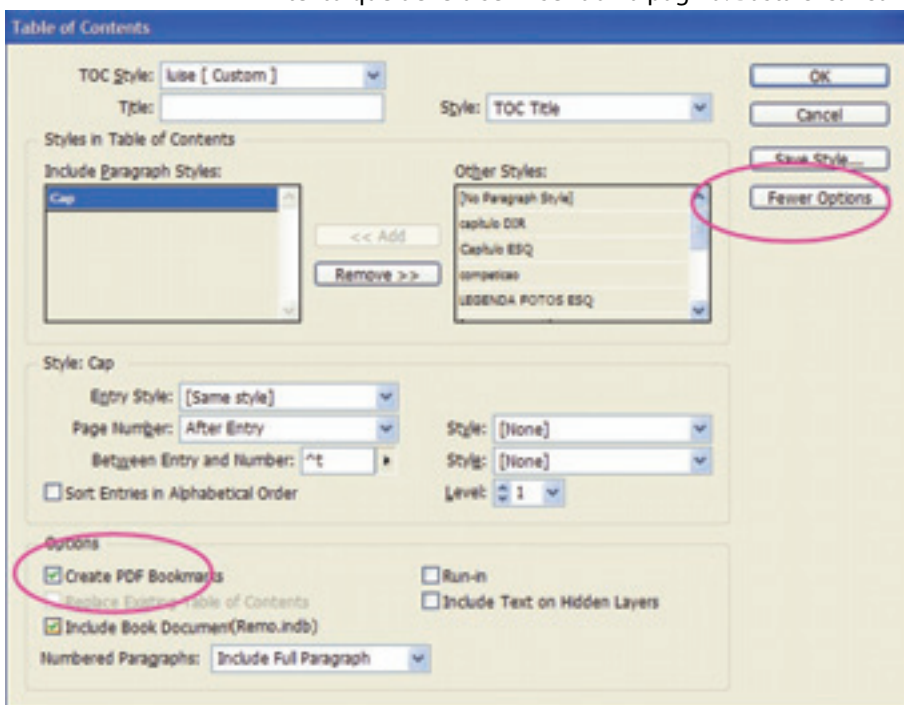 Table of Contents
TOC Style: luise [ Custom ]
OK
Title:
Style: TOC Title
Cancel
Styles in Table of Contents
Save Style...
Include Paragraph Styles:
Other Styles:
Fewer Options
Cap
[No Paragraph Style]
capitulo DIR
<< Add
Capitulo ESQ
Remove >>
competicao
LEGENDA FOTOS ESQ
Style: Cap
Entry Style: [Same style]
Page Number: After Entry
Style: [None]
Between Entry and Number: ^t
Style: [None]
Sort Entries in Alphabetical Order
Level: 1
Options
Create PDF Bookmarks
Run-in
Replace Existing Table of Contents
Include Text on Hidden Layers
Include Book Document(Remo.indb)
Numbered Paragraphs: Include Full Paragraph